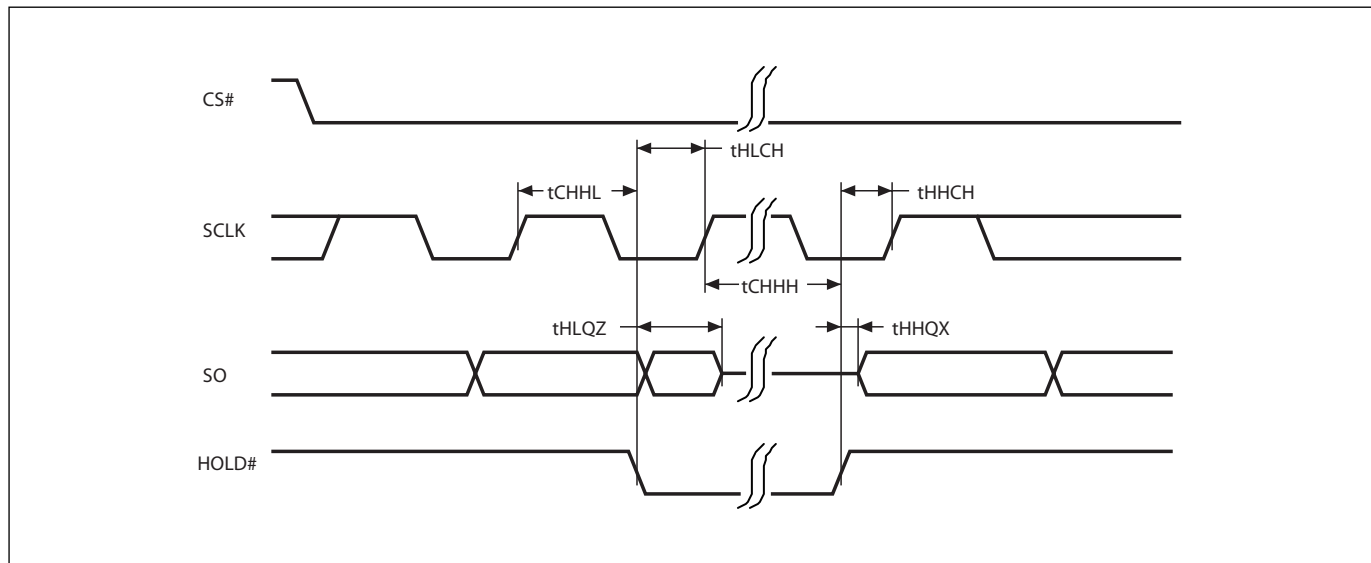 CS#
tHLCH
tCHHL
tHHCH
SCLK
tCHHH
tHLQZ
tHHQX
SO
HOLD#